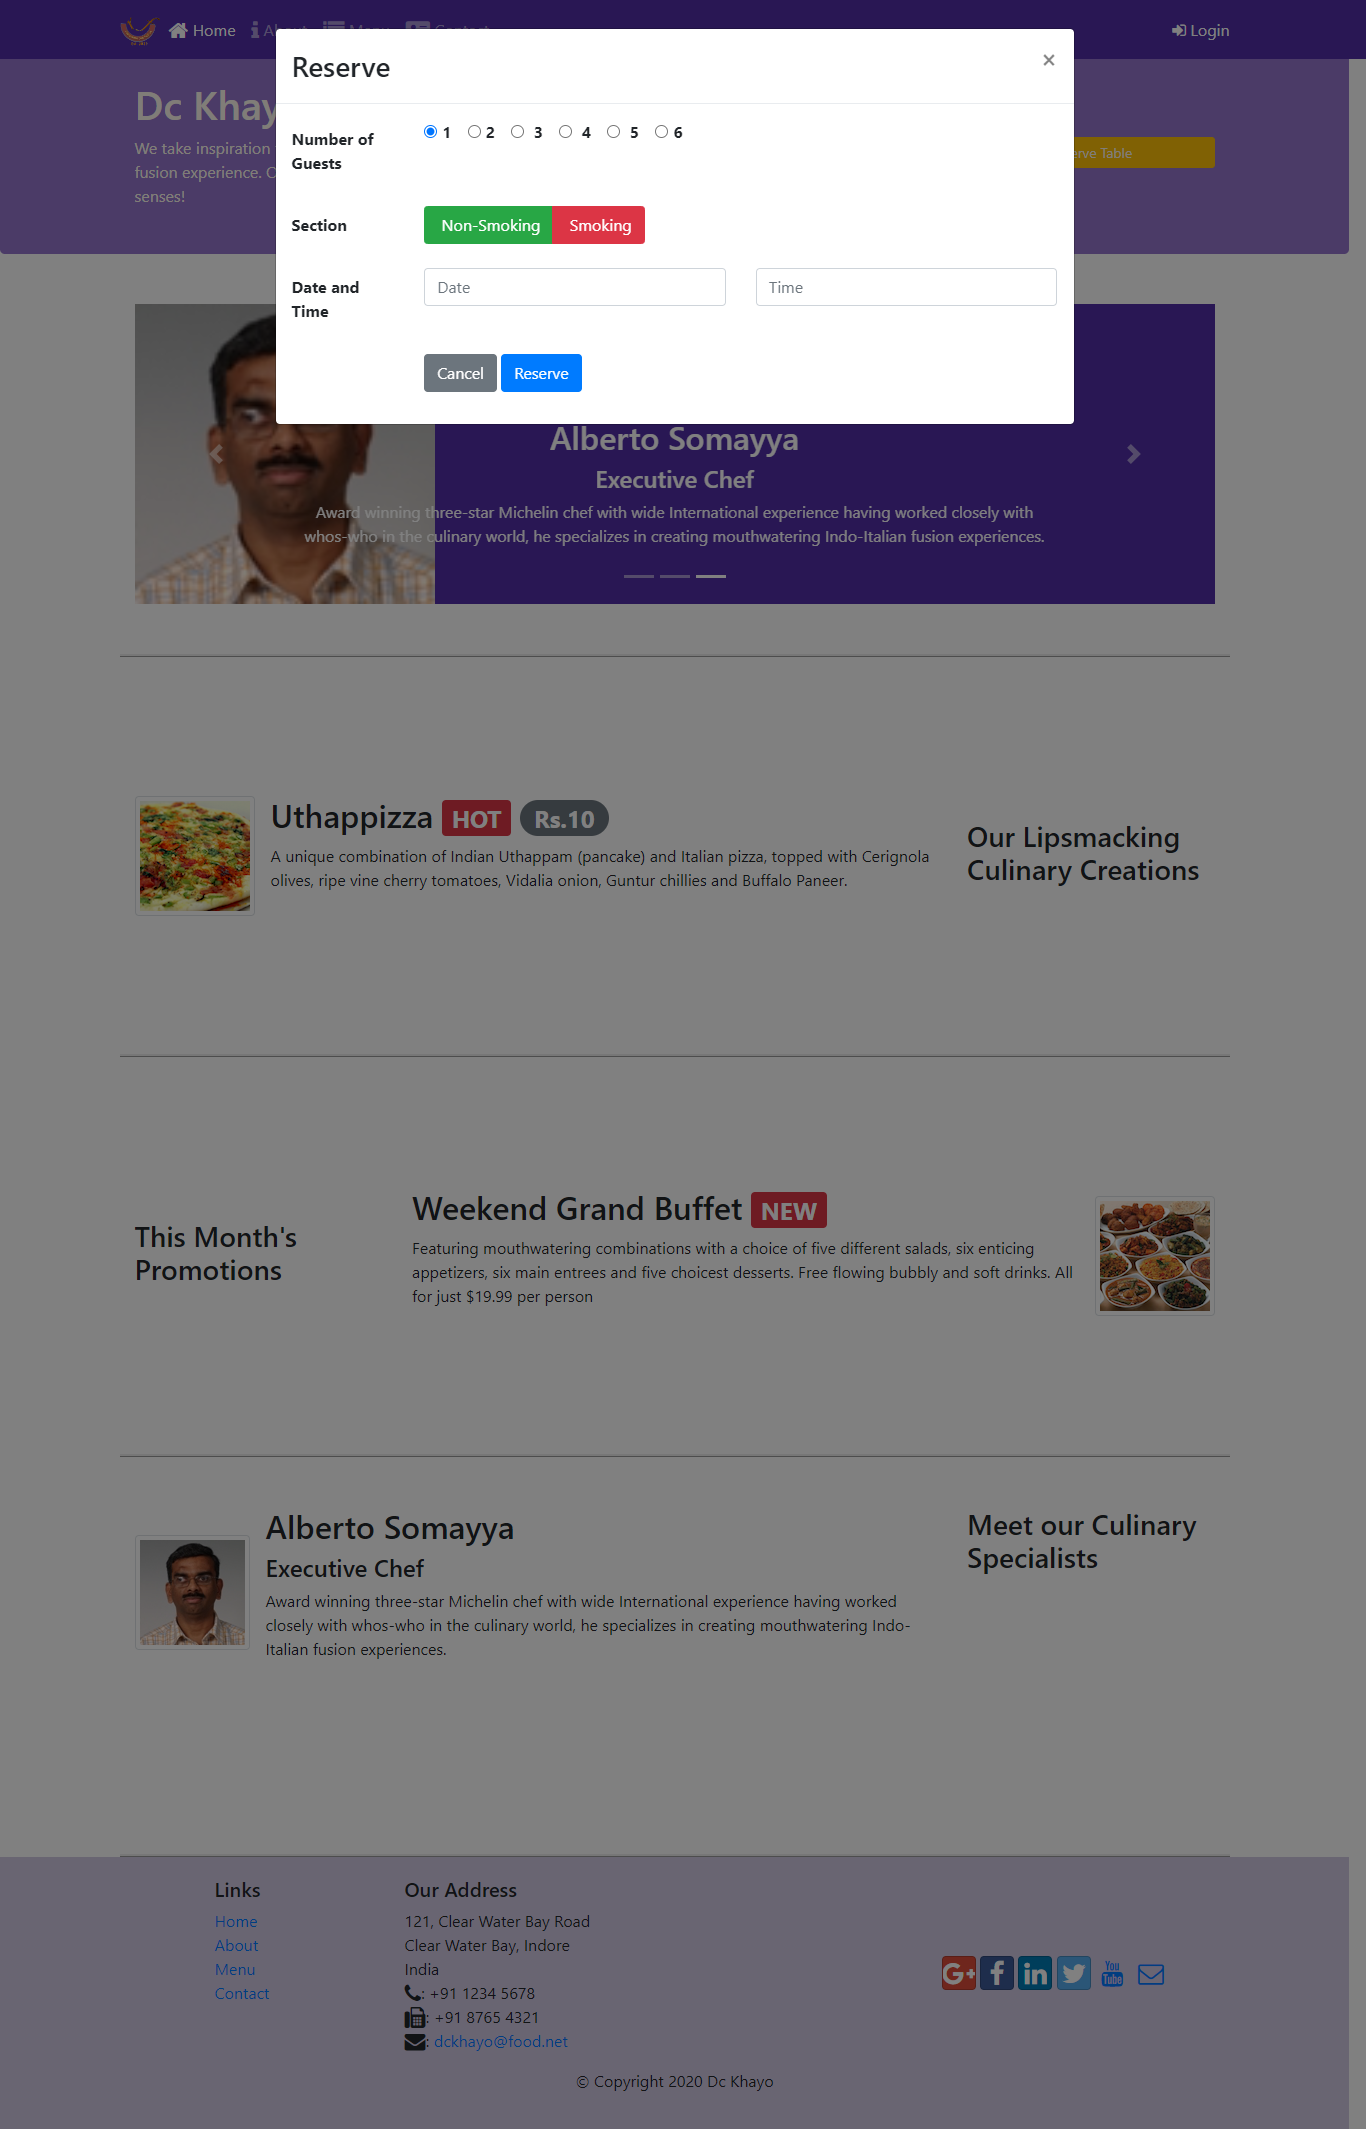 Home About Menu Contact Login
Reserve
×
Dc Khay
We take inspiration
fusion experience. C
senses!
erve Table
Number of
Guests
1 2 3 4 5 6
Section
Non-Smoking Smoking
Date and
Time
Date Time
Cancel Reserve
Alberto Somayya
Executive Chef
Award winning three-star Michelin chef with wide International experience having worked closely with
whos-who in the culinary world, he specializes in creating mouthwatering Indo-Italian fusion experiences.
Uthappizza HOT Rs.10
A unique combination of Indian Uthappam (pancake) and Italian pizza, topped with Cerignola
olives, ripe vine cherry tomatoes, Vidalia onion, Guntur chillies and Buffalo Paneer.
Our Lipsmacking
Culinary Creations
This Month's
Promotions
Weekend Grand Buffet NEW
Featuring mouthwatering combinations with a choice of five different salads, six enticing
appetizers, six main entrees and five choicest desserts. Free flowing bubbly and soft drinks. All
for just $19.99 per person
Alberto Somayya
Executive Chef
Award winning three-star Michelin chef with wide International experience having worked
closely with whos-who in the culinary world, he specializes in creating mouthwatering Indo-
Italian fusion experiences.
Meet our Culinary
Specialists
Links
Home
About
Menu
Contact
Our Address
121, Clear Water Bay Road
Clear Water Bay, Indore
India
: +91 1234 5678
: +91 8765 4321
: dckhayo@food.net
G+ f in You Tube
© Copyright 2020 Dc Khayo